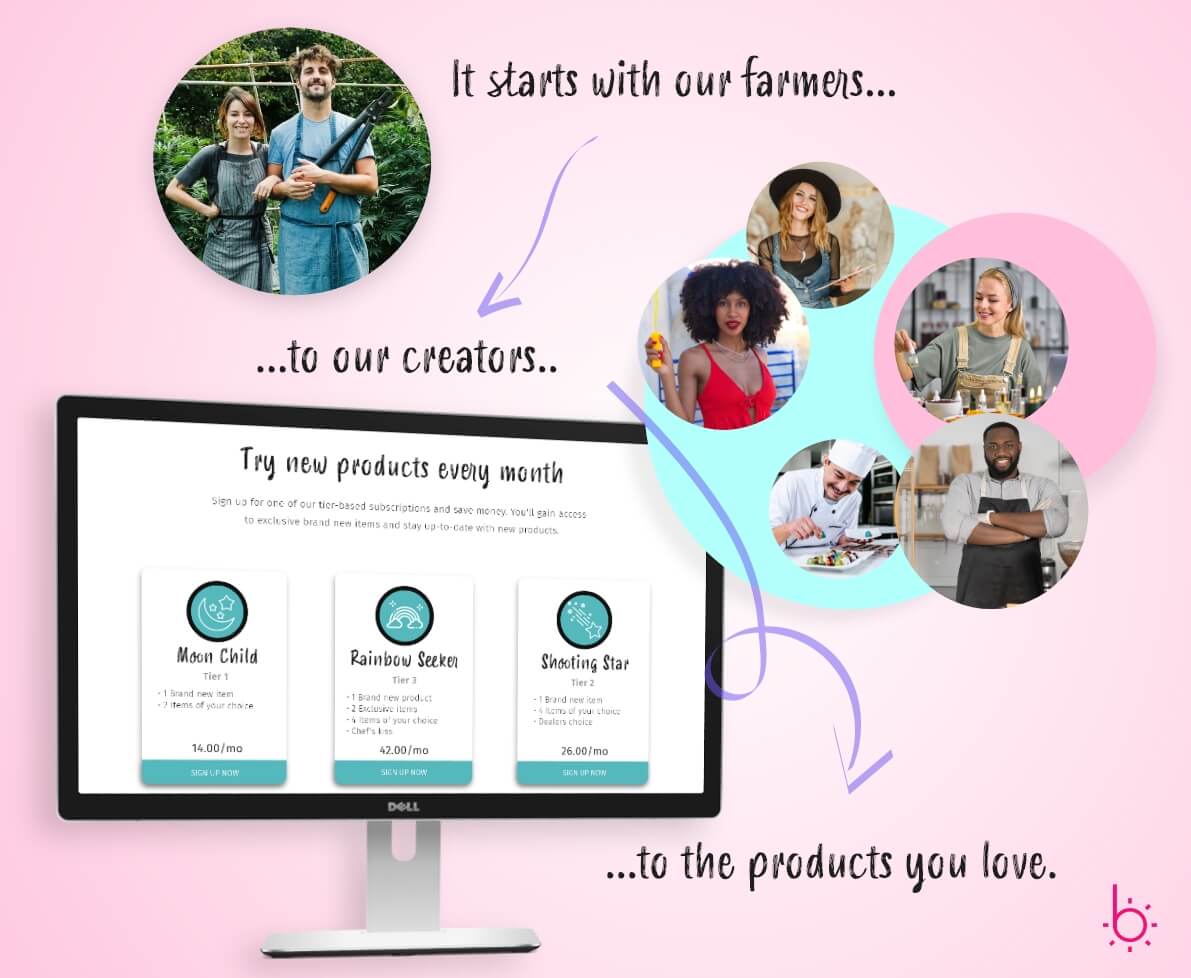 It starts with our farmers...
...to our creators..
Try new products every month
Sign up for one of our tier-based subscriptions and save money. You'll gain access
to exclusive brand new items and stay up-to-date with new products.
Moon Child
Tier 1
- 1 Brand new item
- 2 Items of your choice
14.00/mo
SIGN UP NOW
Rainbow Seeker
Tier 3
- 1 Brand new product
- 2 Exclusive items
- 4 Items of your choice
- Chef's kiss
42.00/mo
SIGN UP NOW
Shooting Star
Tier 2
- 1 Brand new item
- 4 Items of your choice
- Dealers choice
26.00/mo
SIGN UP NOW
DELL
...to the products you love.
b